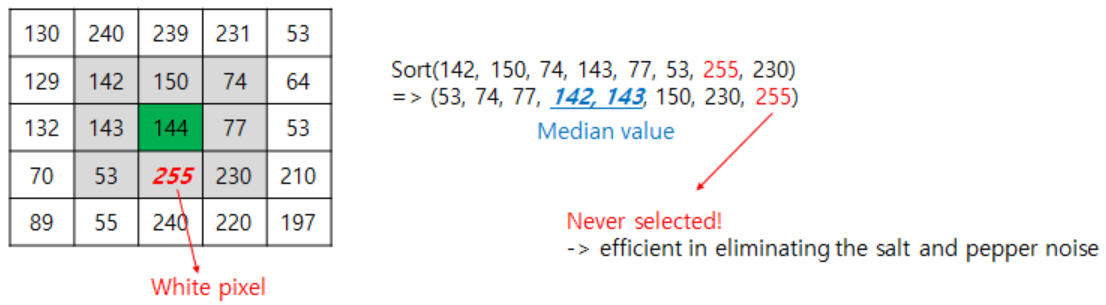 130 240 239 231 53
129 142 150 74 64
132 143 144 77 53
70 53 255 230 210
89 55 240 220 197
White pixel
Sort(142, 150, 74, 143, 77, 53, 255, 230)
=> (53, 74, 77, 142, 143, 150, 230, 255)
Median value
Never selected!
-> efficient in eliminating the salt and pepper noise